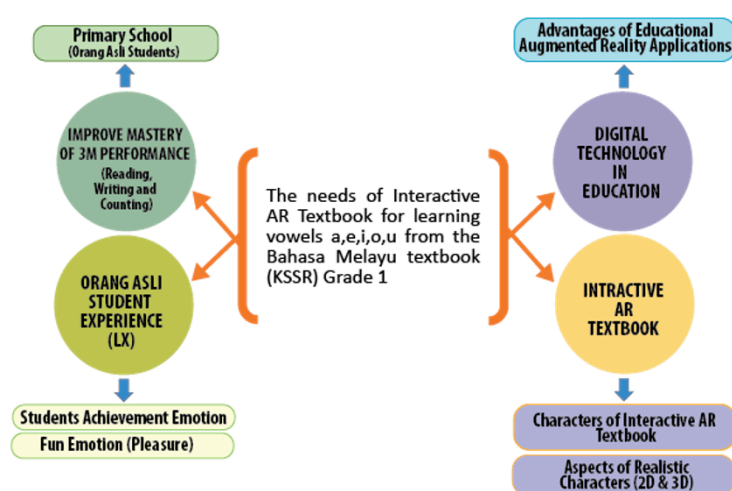 Primary School
(Orang Asli Students)
IMPROVE MASTERY
OF 3M PERFORMANCE
(Reading,
Writing and
Counting)
ORANG ASLI
STUDENT
EXPERIENCE
(LX)
Students Achievement Emotion
Fun Emotion (Pleasure)
The needs of Interactive
AR Textbook for learning
vowels a,e,i,o,u from the
Bahasa Melayu textbook
(KSSR) Grade 1
Advantages of Educational
Augmented Reality Applications
DIGITAL
TECHNOLOGY
IN
EDUCATION
INTRACTIVE
AR
TEXTBOOK
Characters of Interactive AR
Textbook
Aspects of Realistic
Characters (2D & 3D)